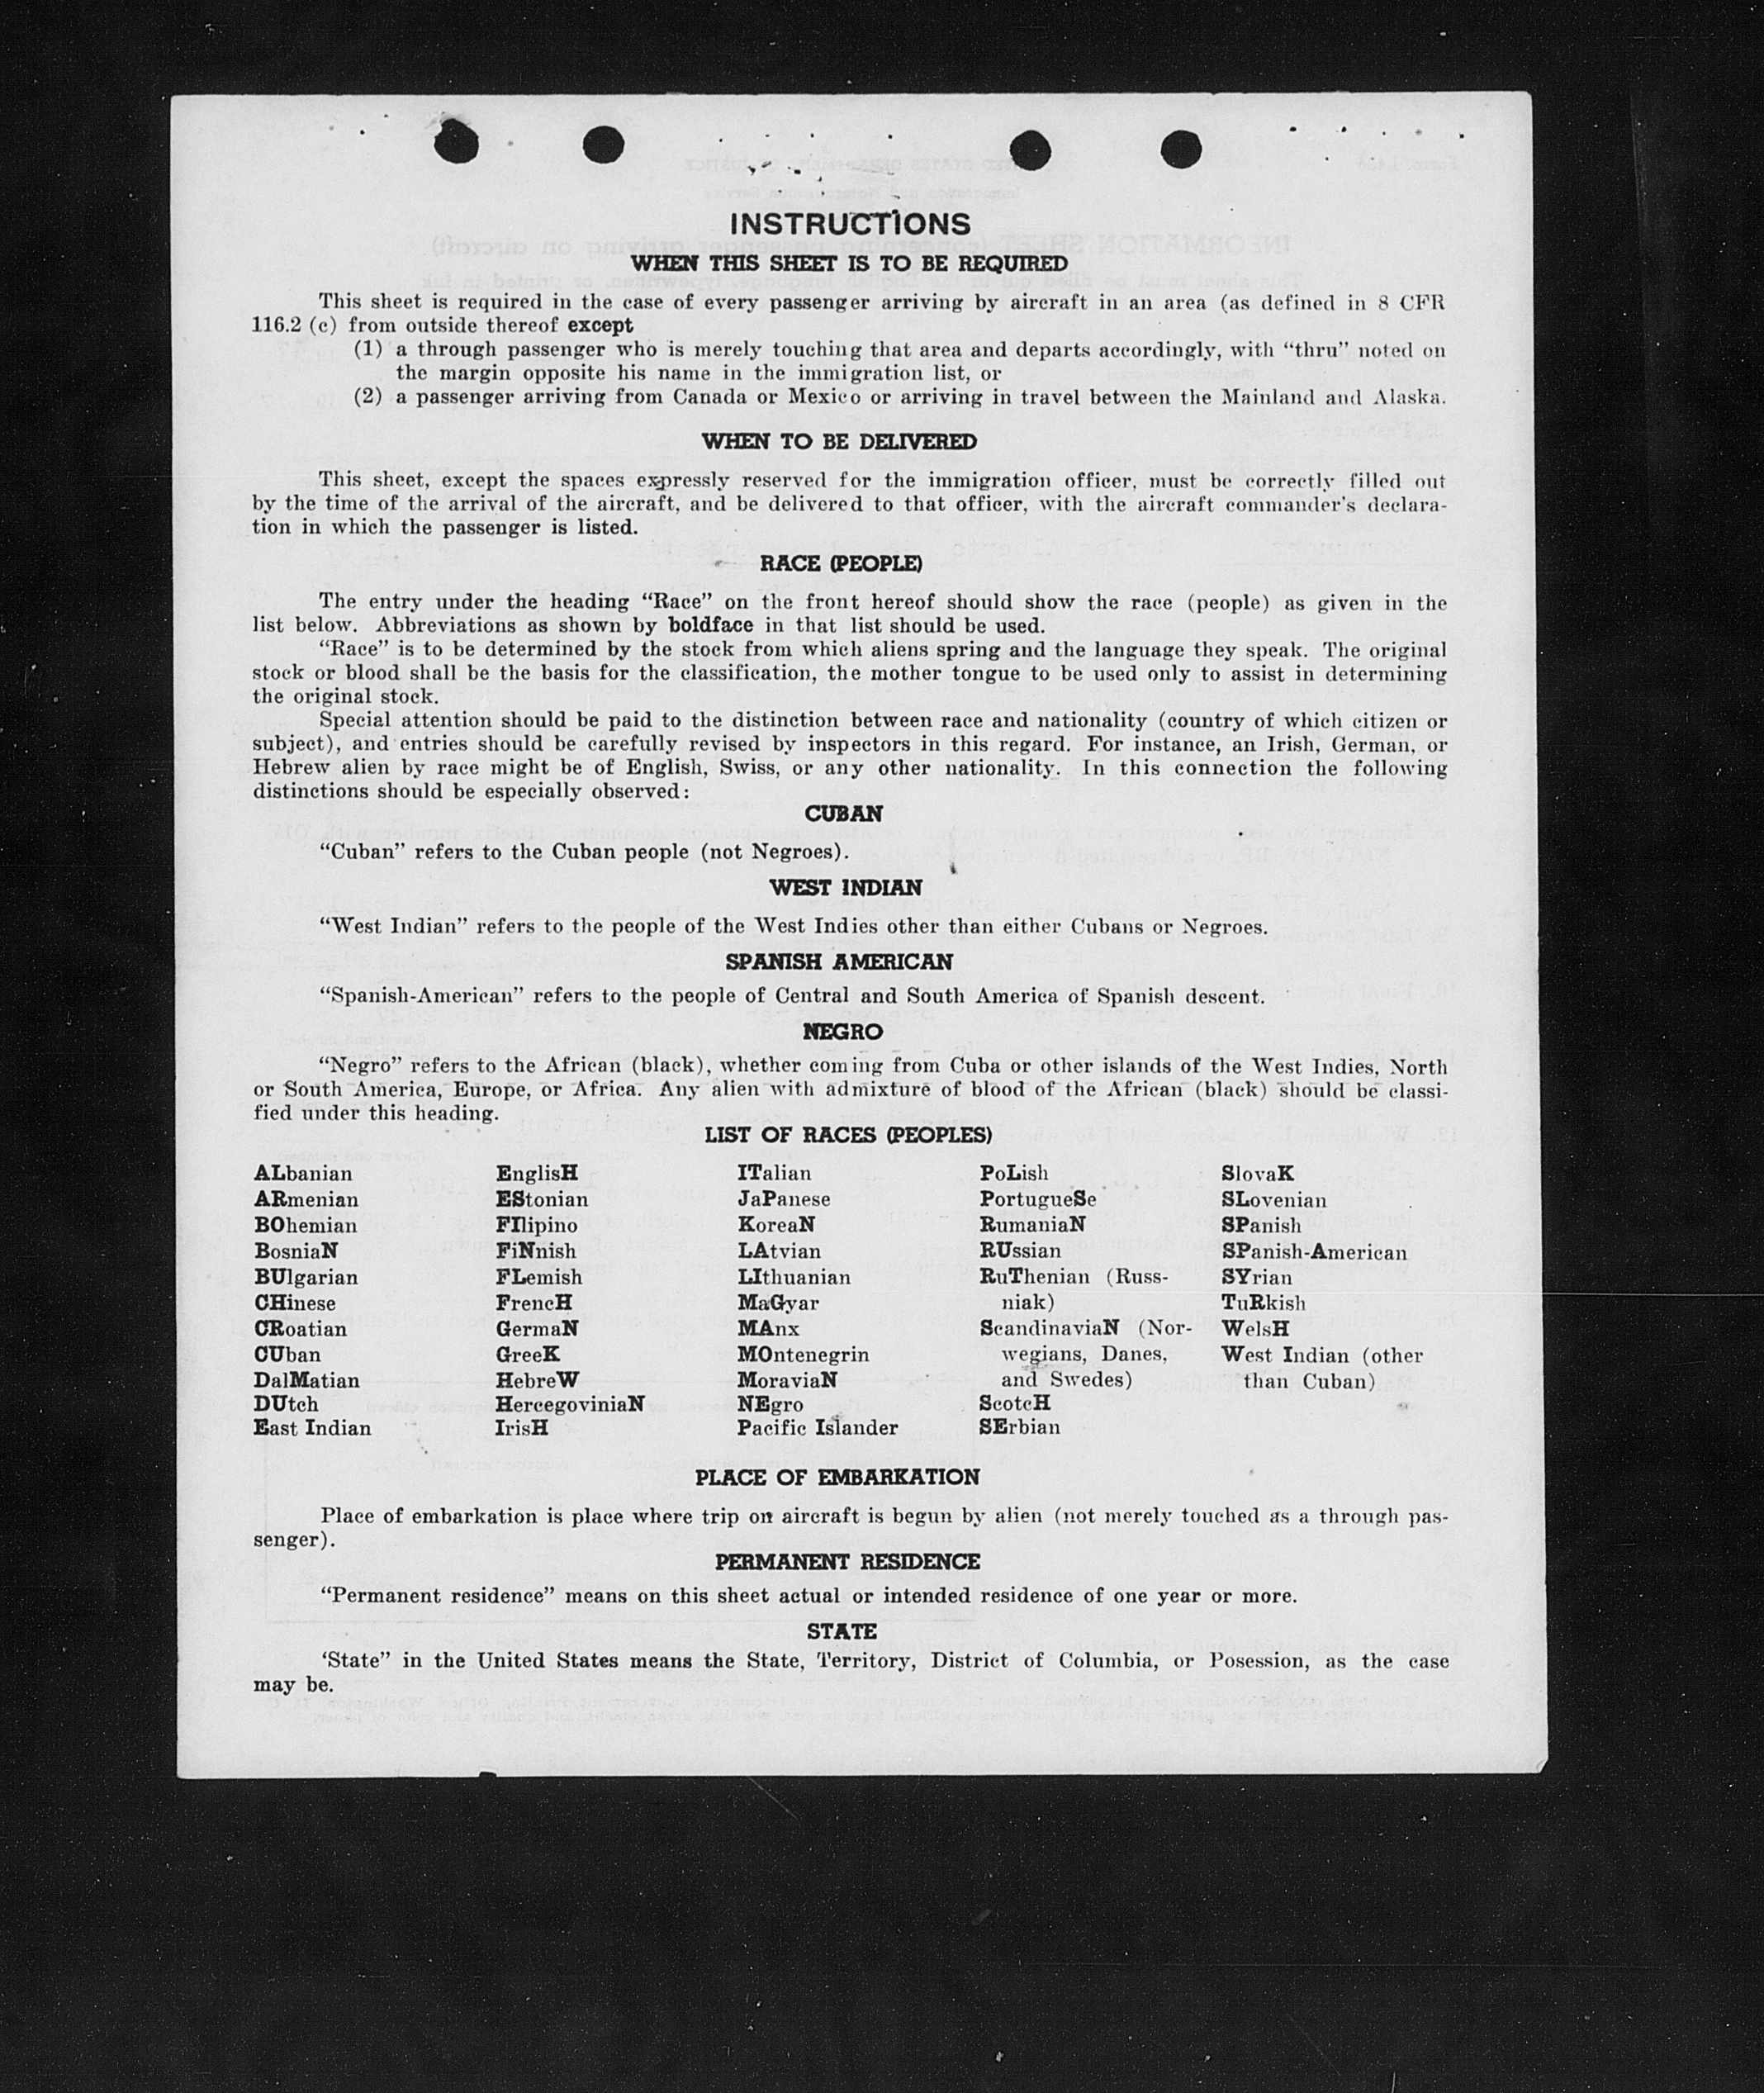 INSTRUCTIONS
WHEN THIS SHEET IS TO BE REQUIRED
This sheet is required in the case of every passenger arriving by aircraft in an area (as defined in 8 CFR
116.2 (c) from outside thereof except
(1) a through passenger who is merely touching that area and departs accordingly, with “thru” noted on
the margin opposite his name in the immigration list, or
(2) a passenger arriving from Canada or Mexico or arriving in travel between the Mainland and Alaska.
WHEN TO BE DELIVERED
This sheet, except the spaces expressly reserved for the immigration officer, must be correctly filled out
by the time of the arrival of the aircraft, and be delivered to that officer, with the aircraft commander's declara-
tion in which the passenger is listed.
RACE (PEOPLE)
The entry under the heading “Race” on the front hereof should show the race (people) as given in the
list below. Abbreviations as shown by boldface in that list should be used.
“Race” is to be determined by the stock from which aliens spring and the language they speak. The original
stock or blood shall be the basis for the classification, the mother tongue to be used only to assist in determining
the original stock.
Special attention should be paid to the distinction between race and nationality (country of which citizen or
subject), and entries should be carefully revised by inspectors in this regard. For instance, an Irish, German, or
Hebrew alien by race might be of English, Swiss, or any other nationality. In this connection the following
distinctions should be especially observed:
CUBAN
“Cuban” refers to the Cuban people (not Negroes).
WEST INDIAN
“West Indian” refers to the people of the West Indies other than either Cubans or Negroes.
SPANISH AMERICAN
“Spanish-American” refers to the people of Central and South America of Spanish descent.
NEGRO
“Negro” refers to the African (black), whether coming from Cuba or other islands of the West Indies, North
or South America, Europe, or Africa. Any alien with admixture of blood of the African (black) should be classi-
fied under this heading.
LIST OF RACES (PEOPLES)
ALbanian
ARmenian
BOhemian
BosniaN
BUlgarian
CHinese
CRoatian
CUban
DalMatian
DUtch
East Indian
EnglisH
EStonian
FIlipino
FiNnish
FLemish
FrencH
GermaN
GreeK
HebreW
HercegoviniaN
IrisH
ITalian
JaPanese
KoreaN
LAtvian
LIthuanian
MaGyar
MAnx
MOntenegrin
MoraviaN
NEgro
Pacific Islander
PoLish
PortugueSe
RumaniaN
RUssian
RuThenian (Russ-
niak)
ScandinaviaN (Nor-
wegians, Danes,
and Swedes)
ScotcH
SErbian
SlovaK
SLovenian
SPanish
SPanish-American
SYrian
TuRkish
WelsH
West Indian (other
than Cuban)
PLACE OF EMBARKATION
Place of embarkation is place where trip on aircraft is begun by alien (not merely touched as a through pas-
senger).
PERMANENT RESIDENCE
“Permanent residence” means on this sheet actual or intended residence of one year or more.
STATE
‘State” in the United States means the State, Territory, District of Columbia, or Posession, as the case
may be.